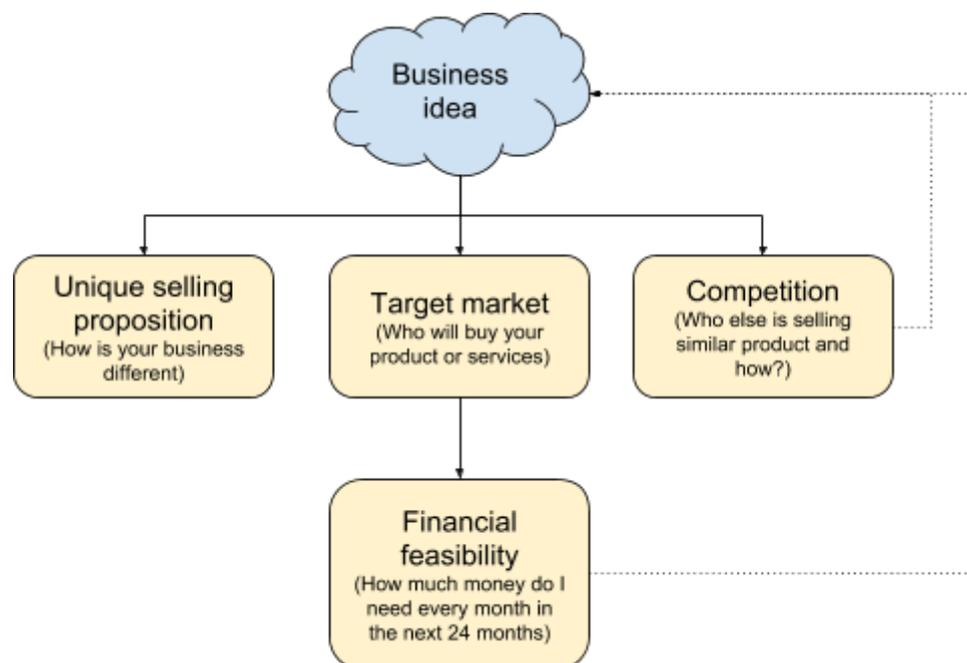 Business
idea
Unique selling
proposition
(How is your business
different)
Target market
(Who will buy your
product or services)
Competition
(Who else is selling
similar product and
how?)
Financial
feasibility
(How much money do I
need every month in
the next 24 months)